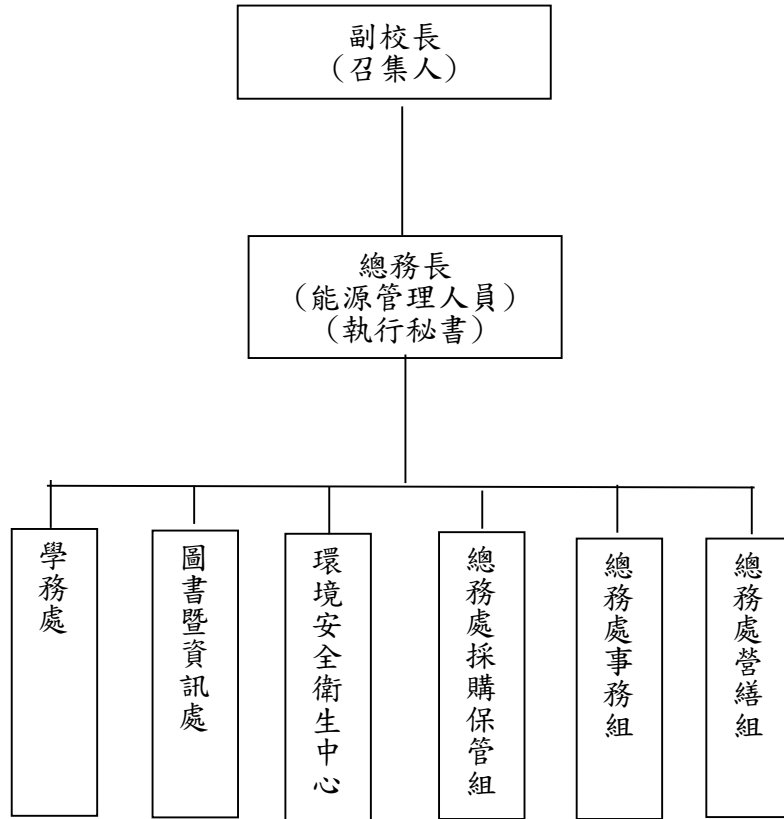 副校長
（召集人）
總務長
（能源管理人員）
（執行秘書）
學務處
圖書暨資訊處
環境安全衛生中心
總務處採購保管組
總務處事務組
總務處營繕組